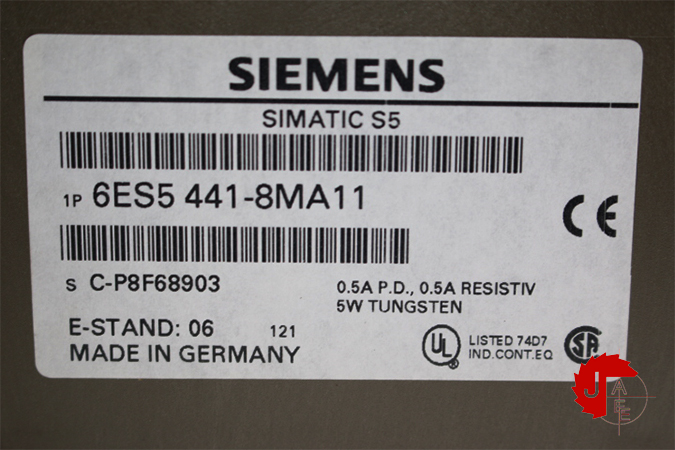 SIEMENS
SIMATIC S5
1P 6ES5 441-8MA11
CE
S C-P8F68903
0.5A P.D., 0.5A RESISTIV
5W TUNGSTEN
E-STAND: 06 121
MADE IN GERMANY
UL ®
LISTED 74D7
IND.CONT.EQ
SA
J